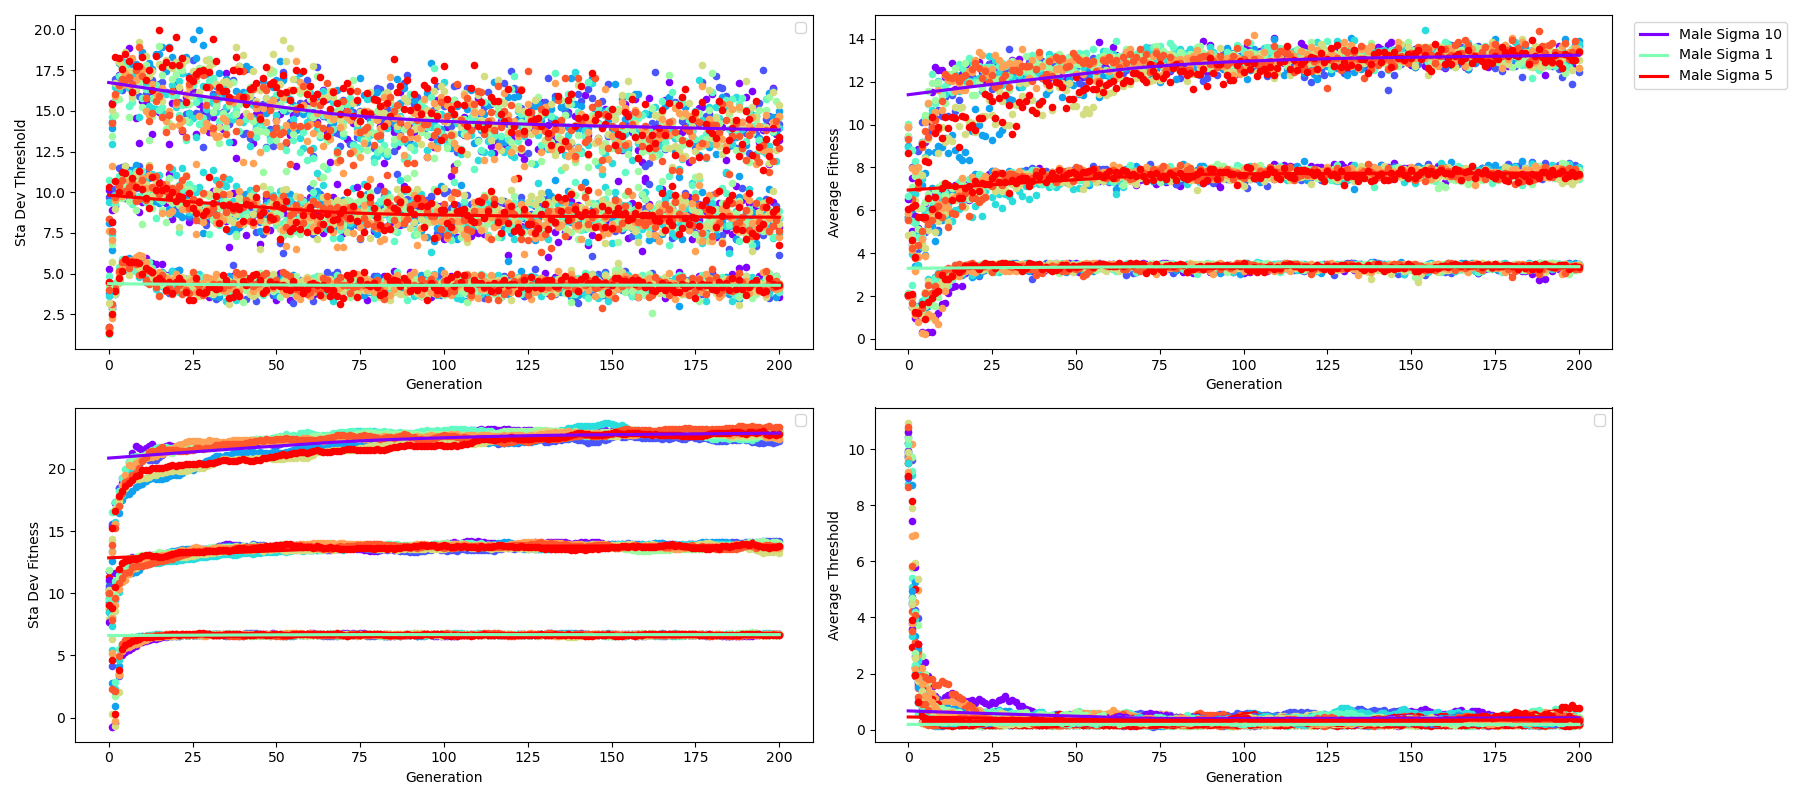 20.0
17.5
15.0
12.5
10.0
7.5
5.0
2.5
Sta Dev Threshold
0 25 50 75 100 125 150 175 200
Generation
14
12
10
8
6
4
2
0
Average Fitness
0 25 50 75 100 125 150 175 200
Generation
Male Sigma 10
Male Sigma 1
Male Sigma 5
20
15
10
5
0
Sta Dev Fitness
0 25 50 75 100 125 150 175 200
Generation
10
8
6
4
2
0
Average Threshold
0 25 50 75 100 125 150 175 200
Generation